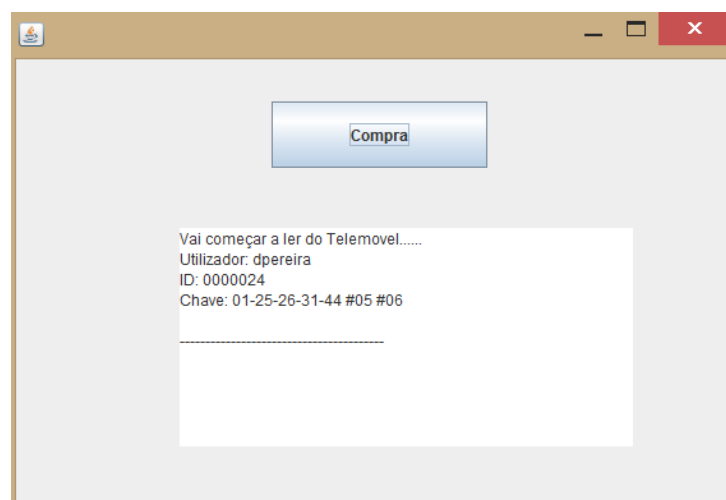 Compra
Vai começar a ler do Telemovel......
Utilizador: dpereira
ID: 0000024
Chave: 01-25-26-31-44 #05 #06
----------------------------------------